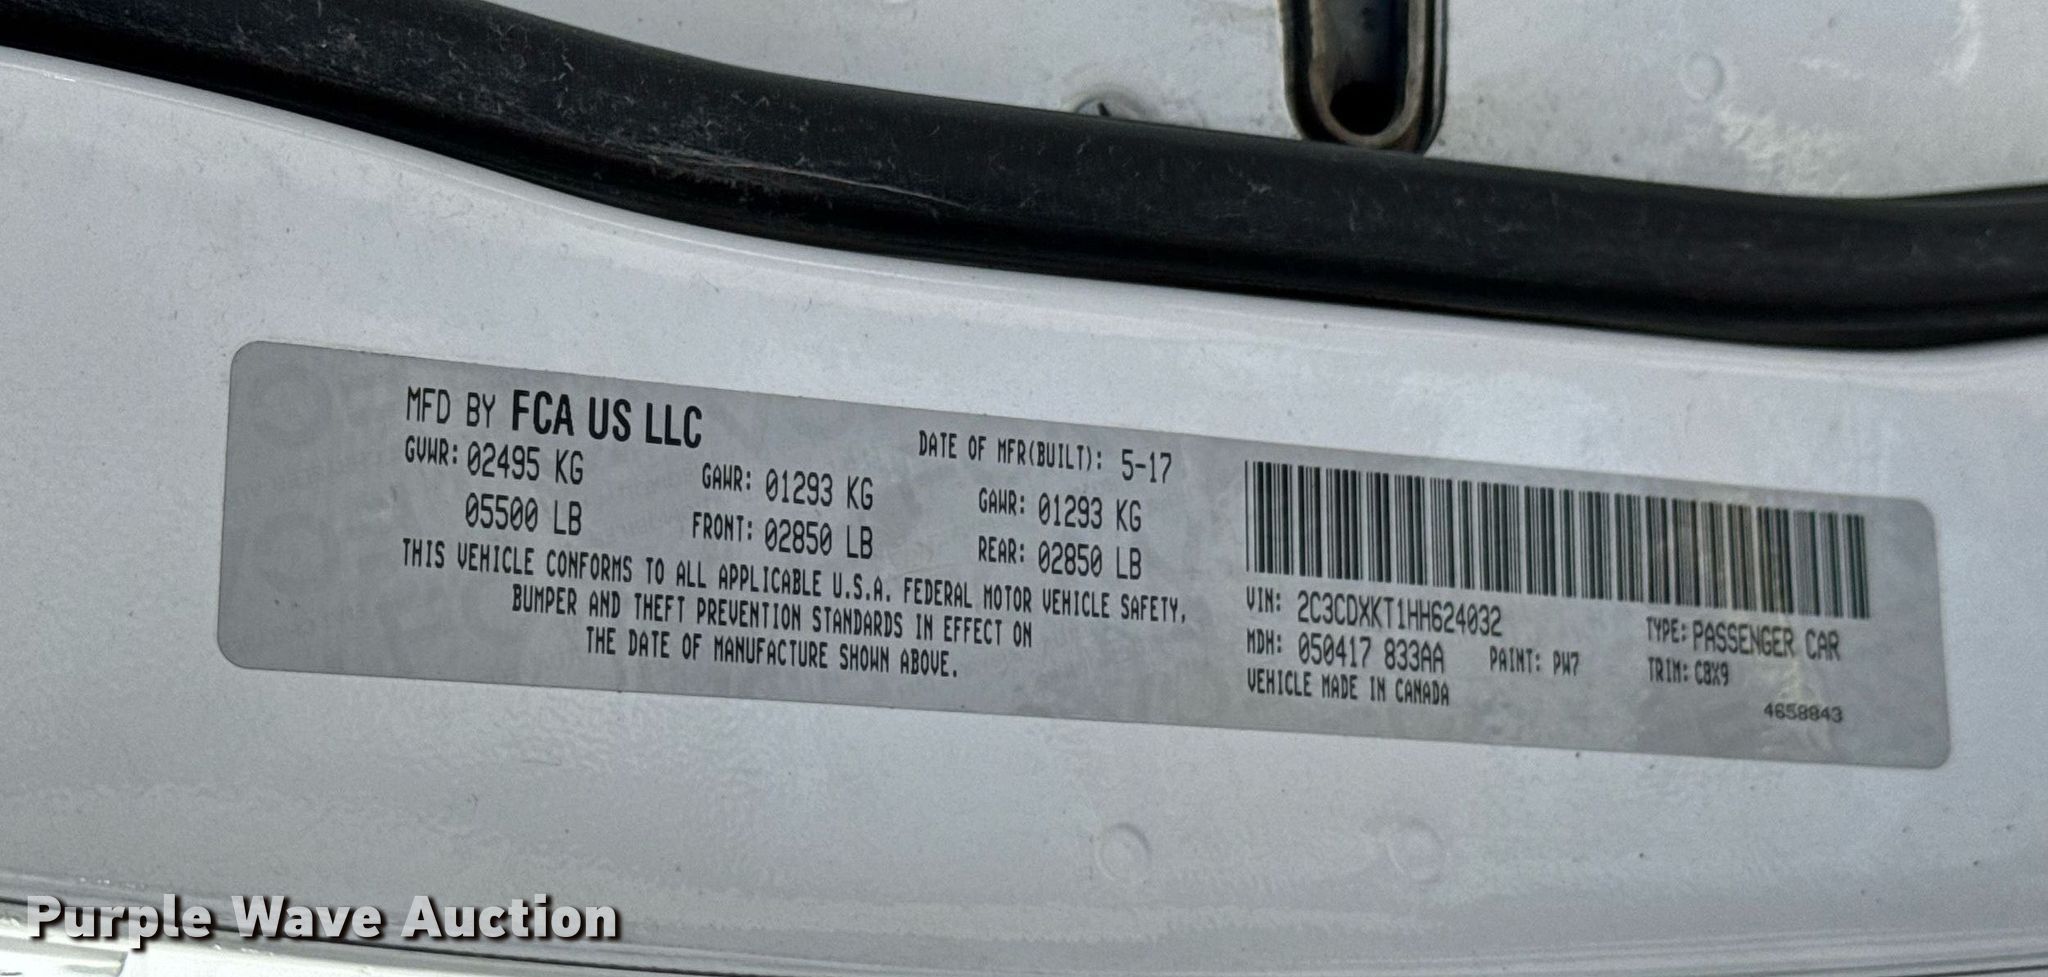 MFD BY FCA US LLC
DATE OF MFR(BUILT): 5-17
GVWR: 02495 KG
05500 LB
GAWR: 01293 KG
FRONT: 02850 LB
GAWR: 01293 KG
REAR: 02850 LB
THIS VEHICLE CONFORMS TO ALL APPLICABLE U.S.A. FEDERAL MOTOR VEHICLE SAFETY,
BUMPER AND THEFT PREVENTION STANDARDS IN EFFECT ON
THE DATE OF MANUFACTURE SHOWN ABOVE.
VIN: 2C3CDXKT1HH624032
TYPE: PASSENGER CAR
MDH: 050417 833AA
PAINT: PW7
TRIM: C8X9
VEHICLE MADE IN CANADA
4658843
Purple Wave Auction